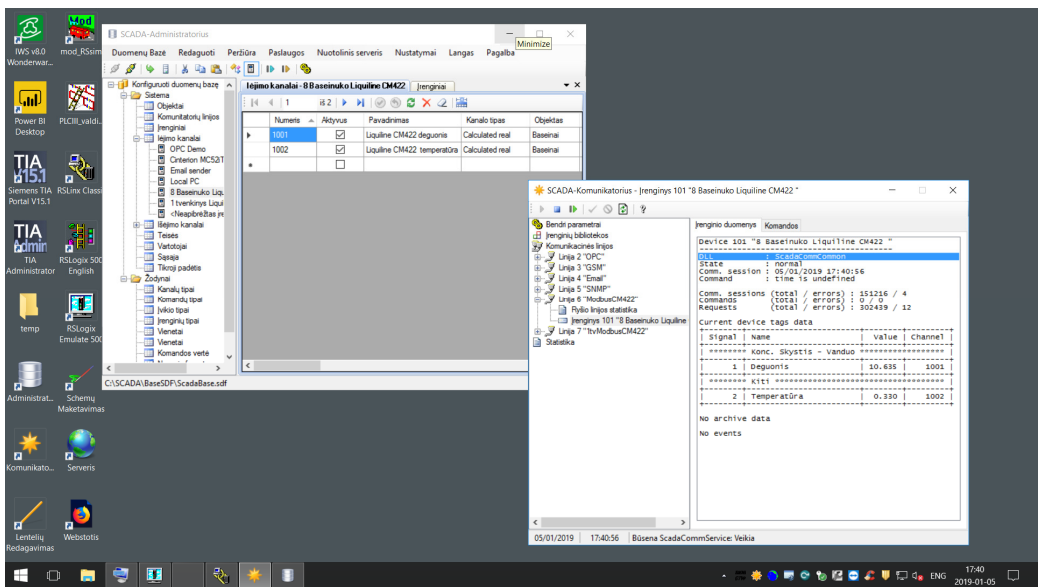 IWS v8.0
Wonderwar...
mod_RSsim
Power BI
Desktop
PLCIII_valdi...
Siemens TIA
Portal V15.1
RSLinx Classi
TIA
Administrator
RSLogix 500
English
temp
RSLogix
Emulate 500
Administrat...
Schemų
Maketavimas
Komunikato...
Serveris
Lentelių
Redagavimas
Webstotis
SCADA-Administratorius
Minimize
Duomenų Bazė Redaguoti Peržiūra Paslaugos Nuotolinis serveris Nustatymai Langas Pagalba
Konfiguruoti duomenų bazę
Sistema
Objektai
Komunitatorių linijos
Įrenginiai
Įėjimo kanalai
OPC Demo
Cinterion MC52iT
Email sender
Local PC
8 Baseinuko Liqu
1 tvenkinys Liqui
<Neapibrėžtas įre
Išėjimo kanalai
Teisės
Vartotojai
Sąsaja
Tikroji padėtis
Žodynai
Kanalų tipai
Komandų tipai
Įvikio tipai
Įrenginių tipai
Vienetai
Vienetai
Komandos vertė
Įėjimo kanalai - 8 Baseinuko Liquiline CM422 Įrenginiai
1 iš 2
Numeris Aktyvus Pavadinimas Kanalo tipas Objektas
1001 Liquiline CM422 deguonis Calculated real Baseinai
1002 Liquiline CM422 temperatūra Calculated real Baseinai
C:\SCADA\BaseSDF\ScadaBase.sdf
SCADA-Komunikatorius - Įrenginys 101 "8 Baseinuko Liquiline CM422 "
Bendri parametrai
Įrenginių bibliotekos
Komunikacinės linijos
Linija 2 "OPC"
Linija 3 "GSM"
Linija 4 "Email"
Linija 5 "SNMP"
Linija 6 "ModbusCM422"
Ryšio linijos statistika
Įrenginys 101 "8 Baseinuko Liquiline
Linija 7 "1tvModbusCM422"
Statistika
Įrenginio duomenys Komandos
Device 101 "8 Baseinuko Liquiline CM422 "
DLL : ScadaCommCommon
State : normal
Comm. session : 05/01/2019 17:40:56
Command : time is undefined
Comm. sessions (total / errors) : 151216 / 4
Commands (total / errors) : 0 / 0
Requests (total / errors) : 302439 / 12
Current device tags data
| Signal | Name | Value | Channel |
| ******** Konc. Skystis - Vanduo ****************** |
| 1 | Deguonis | 10.635 | 1001 |
| ******** Kiti ************************************ |
| 2 | Temperatūra | 0.330 | 1002 |
No archive data
No events
05/01/2019 17:40:56 Būsena ScadaCommService: Veikia
ENG
17:40
2019-01-05